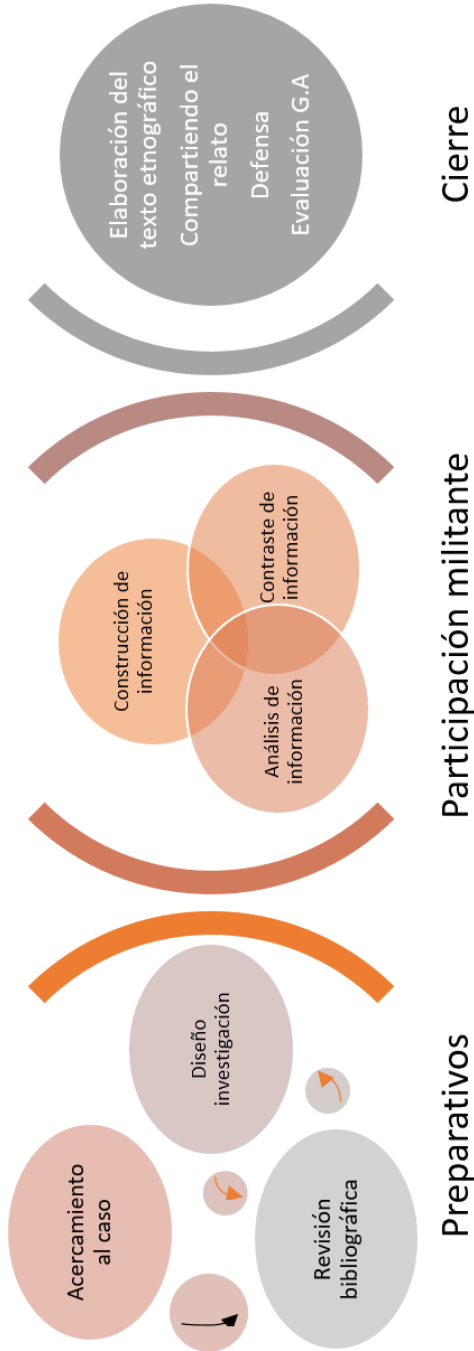 Acercamiento
al caso
Diseño
investigación
Revisión
bibliográfica
Preparativos
Construcción de
información
Análisis de
información
Contraste de
información
Participación militante
Elaboración del
texto etnográfico
Compartiendo el
relato
Defensa
Evaluación G.A
Cierre